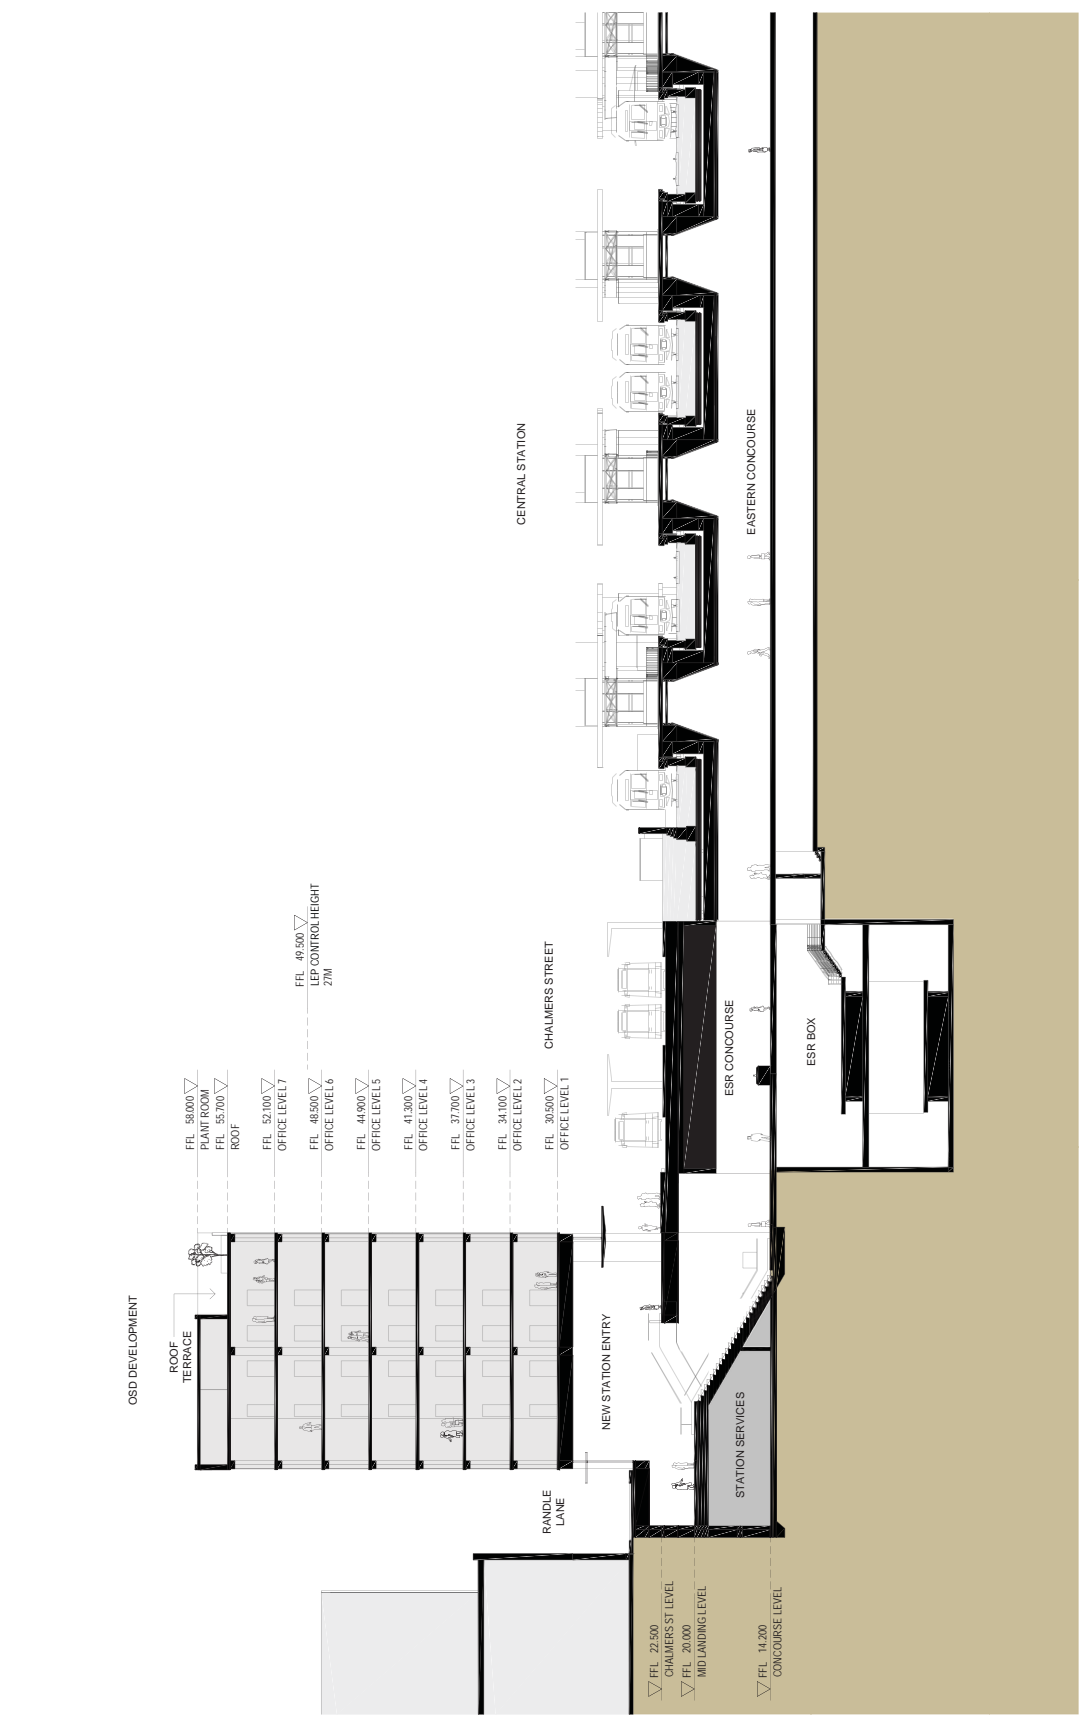 OSD DEVELOPMENT
ROOF
TERRACE
FFL 58.000
PLANT ROOM
FFL 55.700
ROOF
FFL 52.100
OFFICE LEVEL 7
FFL 49.500
LEP CONTROL HEIGHT
27M
FFL 48.500
OFFICE LEVEL 6
FFL 44.900
OFFICE LEVEL 5
FFL 41.300
OFFICE LEVEL 4
FFL 37.700
OFFICE LEVEL 3
FFL 34.100
OFFICE LEVEL 2
FFL 30.500
OFFICE LEVEL 1
CENTRAL STATION
CHALMERS STREET
RANDLE
LANE
NEW STATION ENTRY
FFL 22.500
CHALMERS ST LEVEL
FFL 20.000
MID LANDING LEVEL
STATION SERVICES
ESR CONCOURSE
EASTERN CONCOURSE
FFL 14.200
CONCOURSE LEVEL
ESR BOX